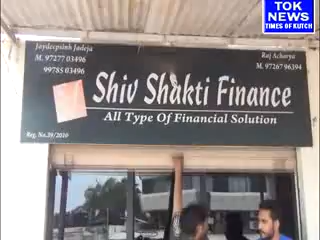 TOK
NEWS
TIMES OF KUTCH
Jaydeepsinh Jadeja
M. 97277 03496
99785 03496
Raj Acharya
M. 97267 96394
Shiv Shakti Finance
All Type Of Financial Solution
Reg. No.39/2010